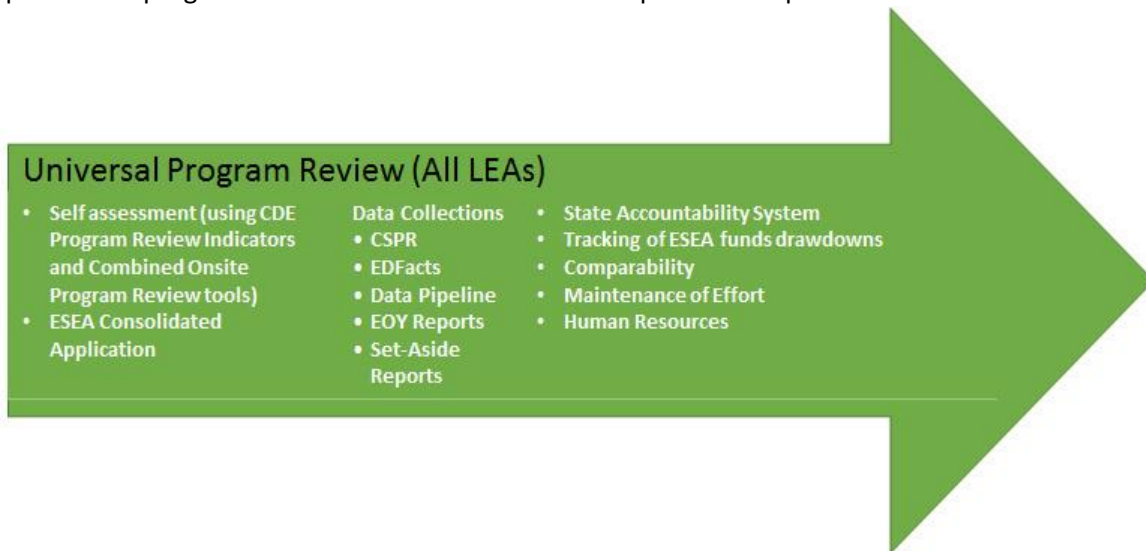 Universal Program Review (All LEAs)
• Self assessment (using CDE
Program Review Indicators
and Combined Onsite
Program Review tools)
• ESEA Consolidated
Application
Data Collections
• CSPR
• EDFacts
• Data Pipeline
• EOY Reports
• Set-Aside
Reports
• State Accountability System
• Tracking of ESEA funds drawdowns
• Comparability
• Maintenance of Effort
• Human Resources